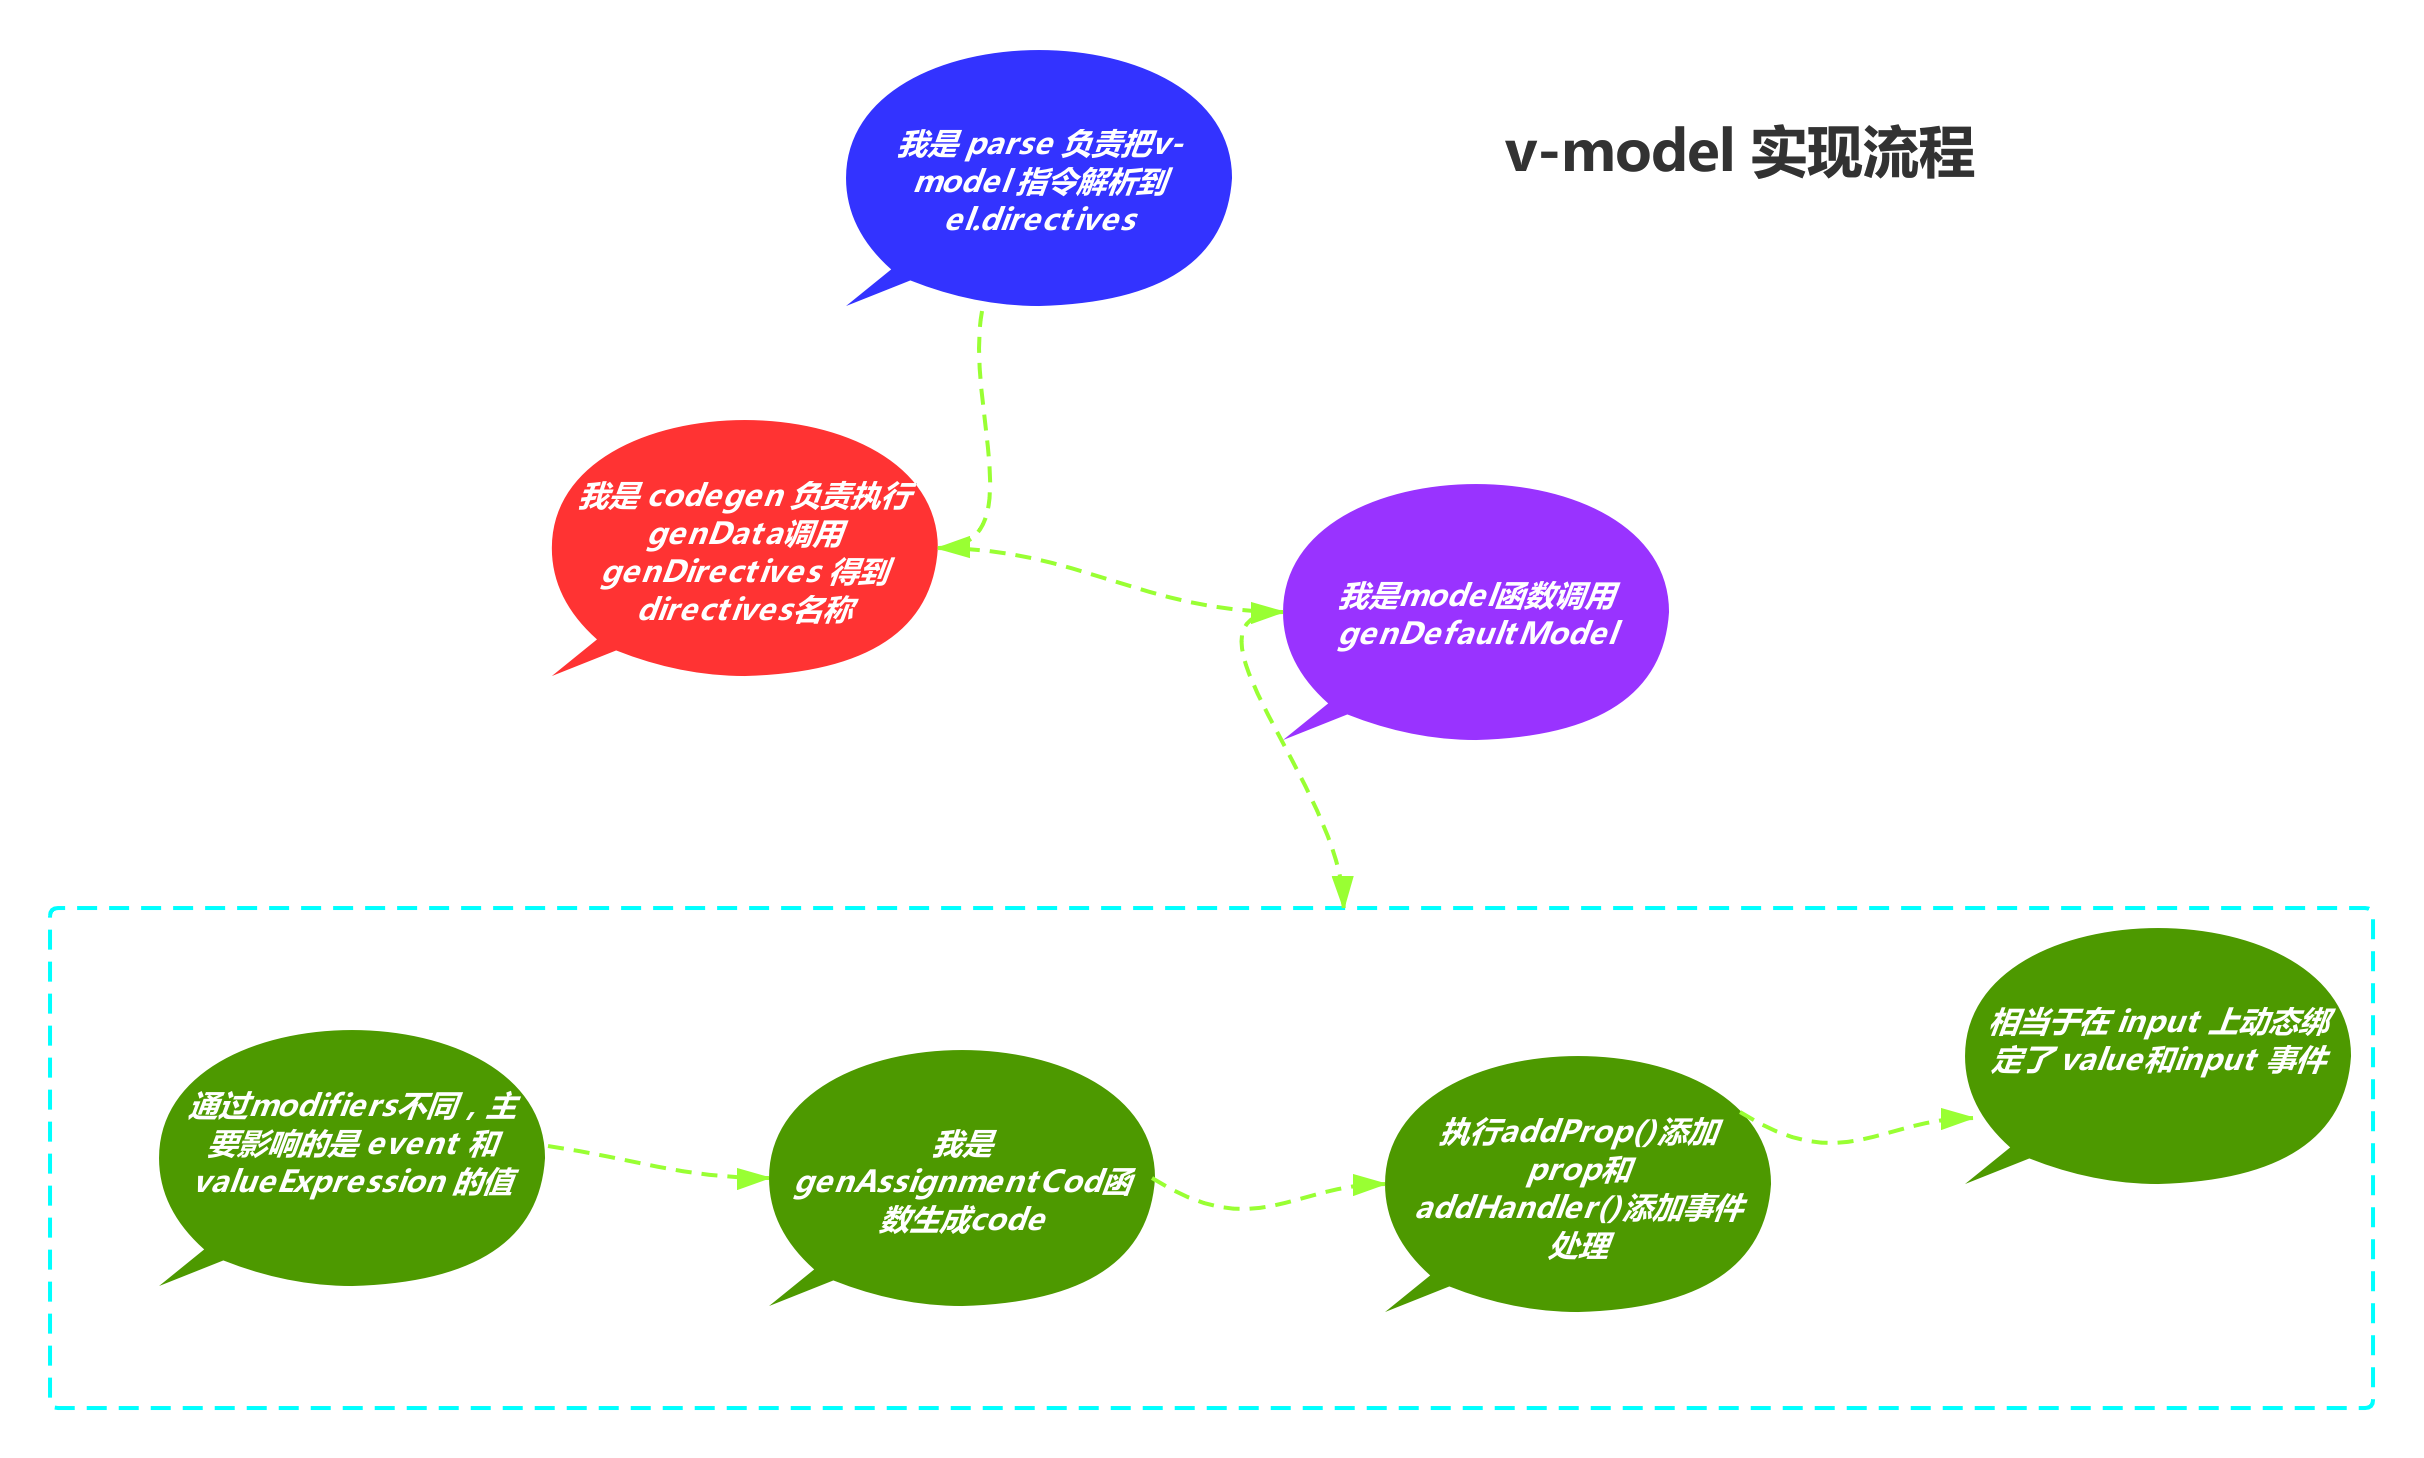 v-model 实现流程
我是 parse 负责把v-
model 指令解析到
el.directives
我是 codegen 负责执行
genData调用
genDirectives 得到
directives名称
我是model函数调用
genDefaultModel
通过modifiers不同，主
要影响的是 event 和
valueExpression 的值
我是
genAssignmentCod函
数生成code
执行addProp()添加
prop和
addHandler()添加事件
处理
相当于在 input 上动态绑
定了 value和input 事件